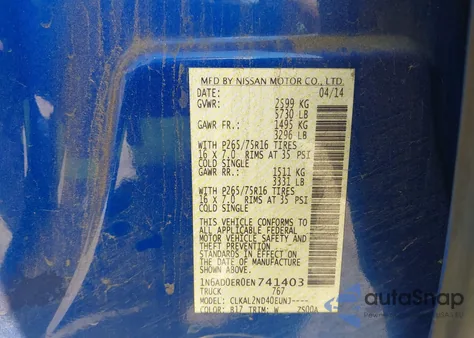 MFD BY NISSAN MOTOR CO., LTD.
DATE: 04/14
GVWR: 2599 KG
5730 LB
GAWR FR.: 1495 KG
3296 LB
WITH P265/75R16 TIRES
16 X 7.0 RIMS AT 35 PSI
COLD SINGLE
GAWR RR.: 1511 KG
3331 LB
WITH P265/75R16 TIRES
16 X 7.0 RIMS AT 35 PSI
COLD SINGLE
THIS VEHICLE CONFORMS TO
ALL APPLICABLE FEDERAL
MOTOR VEHICLE SAFETY
AND THEFT PREVENTION
STANDARDS IN EFFECT ON
THE DATE OF MANUFACTURE
SHOWN ABOVE.
1N6AD0ER0EN741403
TRUCK 767
MODEL: CLKAL2ND40EUNJ----
COLOR: B17 TRIM: W
autoSnap